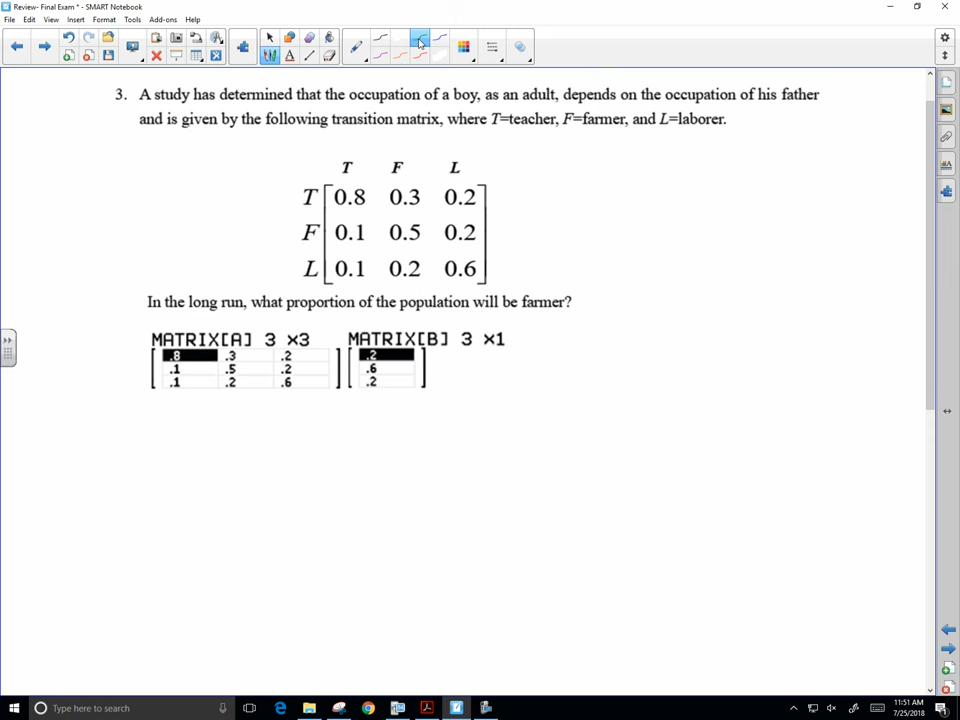 Review- Final Exam * - SMART Notebook
File Edit View Insert Format Tools Add-ons Help
3. A study has determined that the occupation of a boy, as an adult, depends on the occupation of his father
and is given by the following transition matrix, where T=teacher, F=farmer, and L=laborer.
T F L
T 0.8 0.3 0.2
F 0.1 0.5 0.2
L 0.1 0.2 0.6
In the long run, what proportion of the population will be farmer?
MATRIX[A] 3 ×3 MATRIX[B] 3 ×1
.8 .3 .2 .2
.1 .5 .2 .6
.1 .2 .6 .2
Type here to search
11:51 AM
7/25/2018